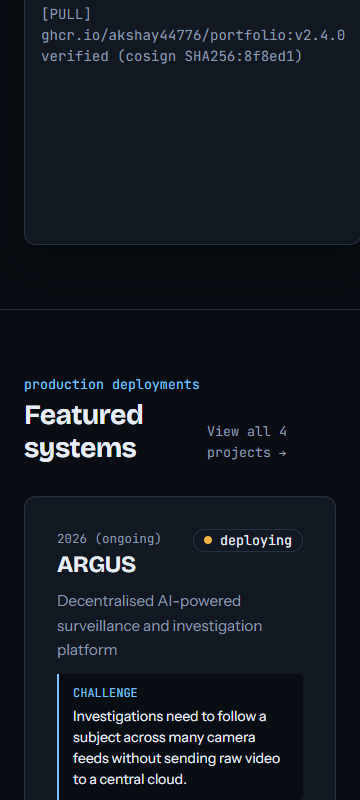 [PULL]
ghcr.io/akshay44776/portfolio:v2.4.0
verified (cosign SHA256:8f8ed1)
production deployments
Featured
systems
View all 4
projects →
2026 (ongoing)
deploying
ARGUS
Decentralised AI-powered
surveillance and investigation
platform
CHALLENGE
Investigations need to follow a
subject across many camera
feeds without sending raw video
to a central cloud.